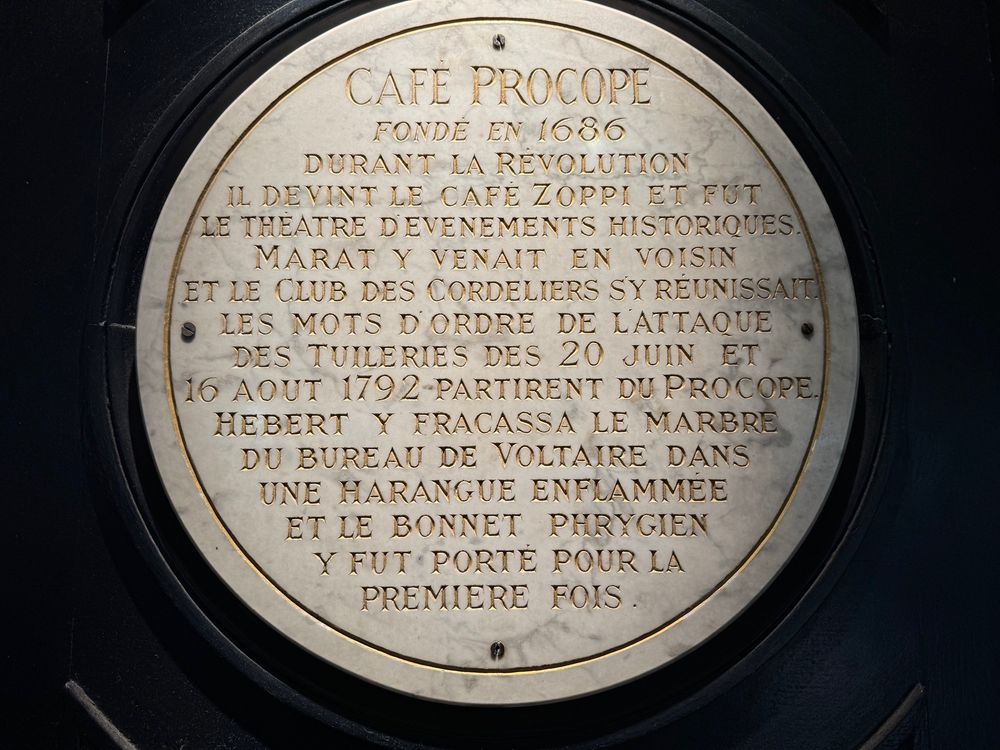 CAFÉ PROCOPE
FONDÉ EN 1686
DURANT LA RÉVOLUTION
IL DEVINT LE CAFÉ ZOPPI ET FUT
LE THÉATRE D'EVENEMENTS HISTORIQUES.
MARAT Y VENAIT EN VOISIN
ET LE CLUB DES CORDELIERS S'Y RÉUNISSAIT.
LES MOTS D'ORDRE DE L'ATTAQUE
DES TUILERIES DES 20 JUIN ET
16 AOUT 1792 PARTIRENT DU PROCOPE.
HEBERT Y FRACASSA LE MARBRE
DU BUREAU DE VOLTAIRE DANS
UNE HARANGUE ENFLAMMÉE
ET LE BONNET PHRYGIEN
Y FUT PORTÉ POUR LA
PREMIERE FOIS.